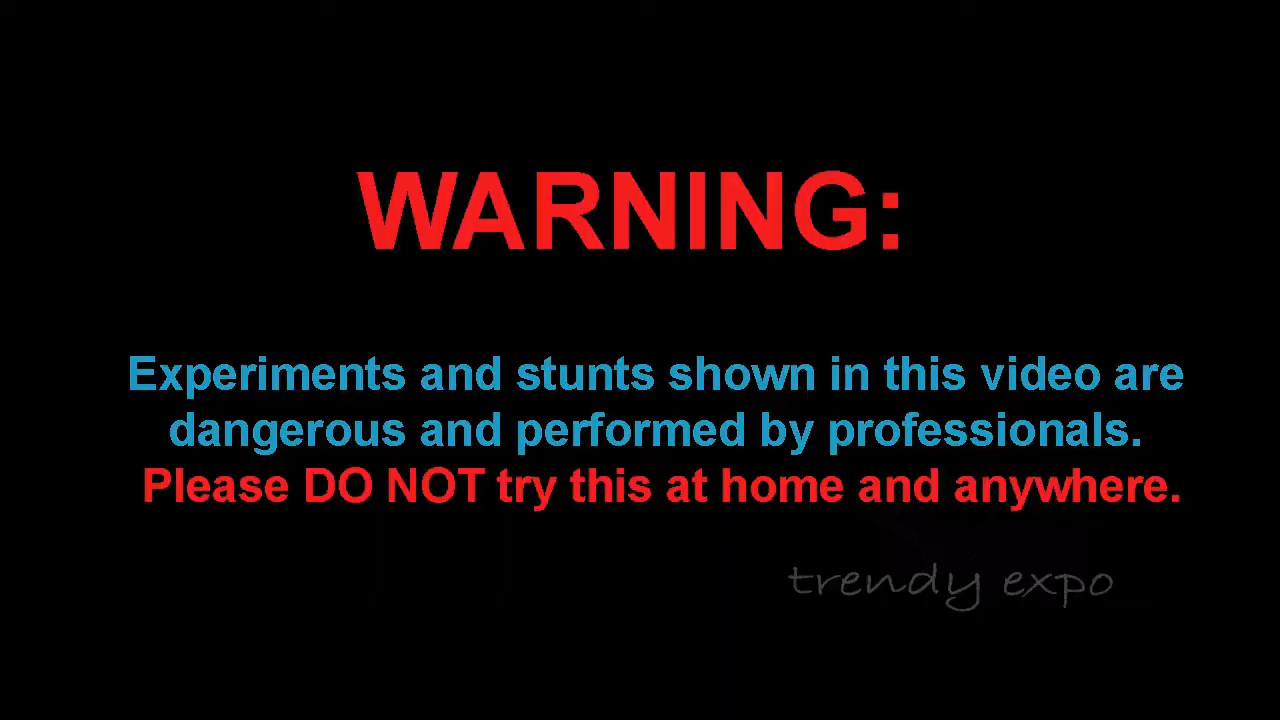 WARNING:
Experiments and stunts shown in this video are
dangerous and performed by professionals.
Please DO NOT try this at home and anywhere.
trendy expo